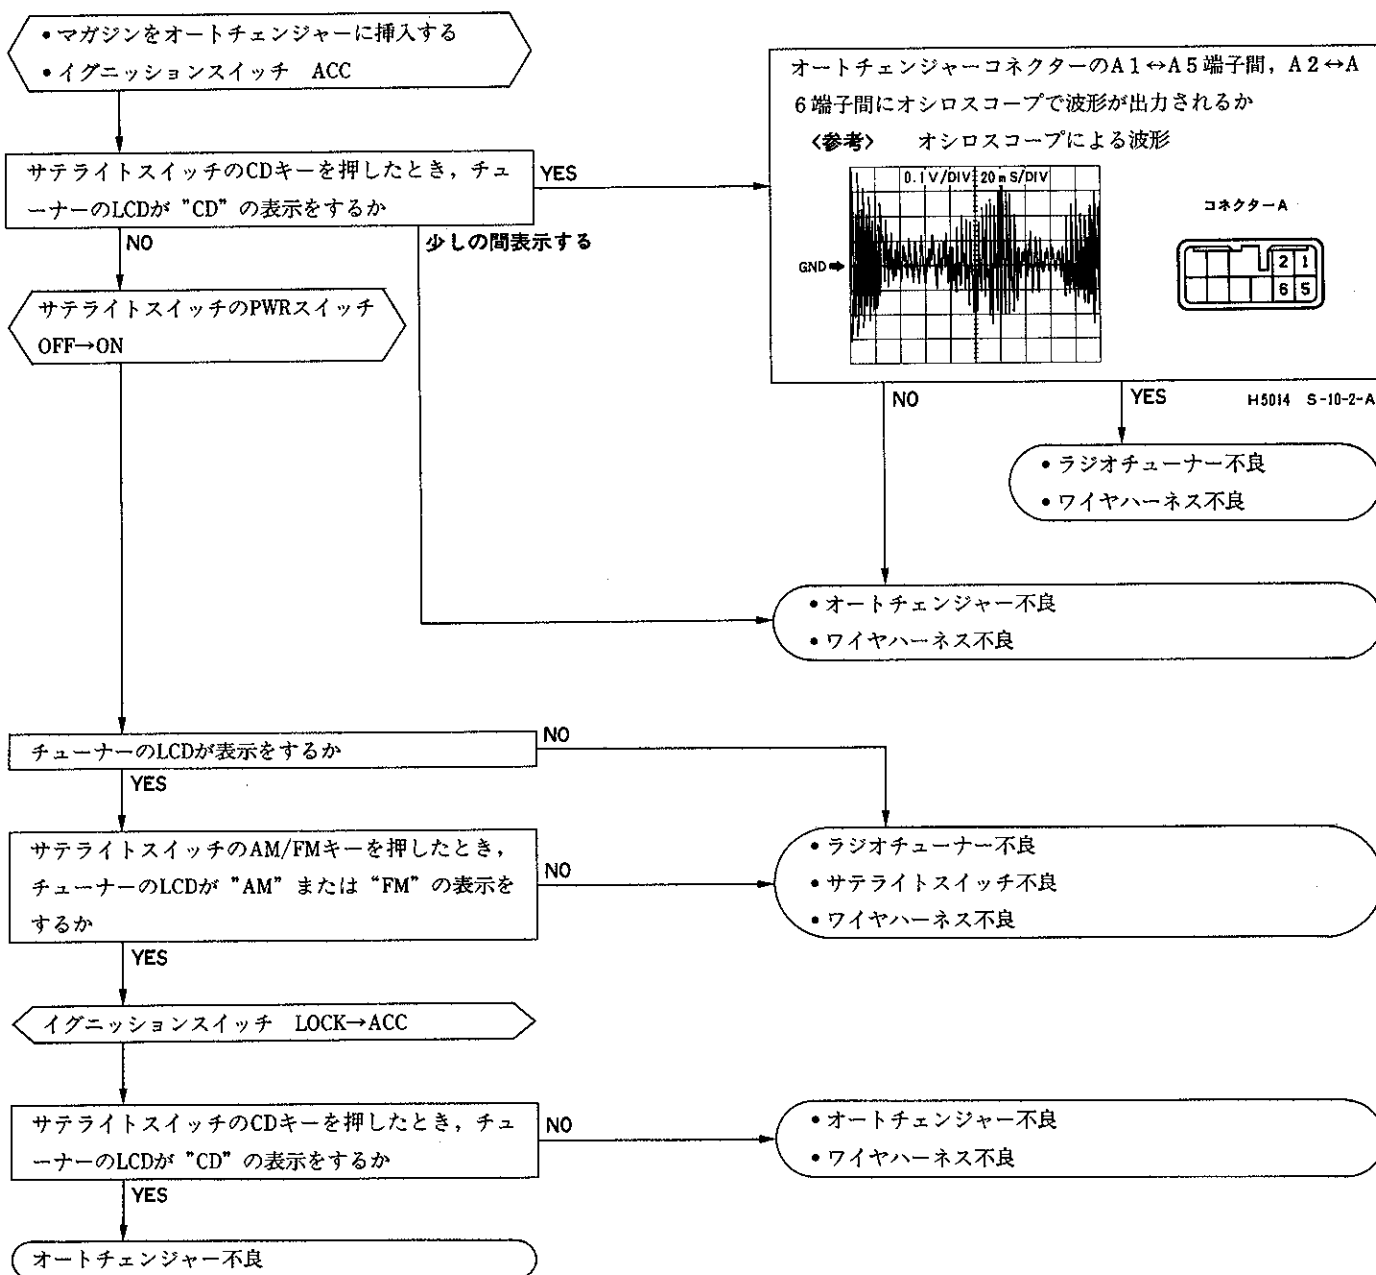 • マガジンをオートチェンジャーに挿入する
• イグニッションスイッチ ACC
サテライトスイッチのCDキーを押したとき，チュ
ーナーのLCDが ”CD” の表示をするか
YES
NO
少しの間表示する
オートチェンジャーコネクターのA1↔A5端子間，A2↔A
6端子間にオシロスコープで波形が出力されるか
〈参考〉 オシロスコープによる波形
0.1V/DIV 20mS/DIV
GND ➡
コネクターA
2 1
6 5
NO
YES
H5014 S-10-2-A
• ラジオチューナー不良
• ワイヤハーネス不良
サテライトスイッチのPWRスイッチ
OFF→ON
• オートチェンジャー不良
• ワイヤハーネス不良
チューナーのLCDが表示をするか
NO
YES
サテライトスイッチのAM/FMキーを押したとき，
チューナーのLCDが ”AM” または “FM” の表示を
するか
NO
YES
• ラジオチューナー不良
• サテライトスイッチ不良
• ワイヤハーネス不良
イグニッションスイッチ LOCK→ACC
サテライトスイッチのCDキーを押したとき，チュ
ーナーのLCDが ”CD” の表示をするか
NO
YES
• オートチェンジャー不良
• ワイヤハーネス不良
オートチェンジャー不良